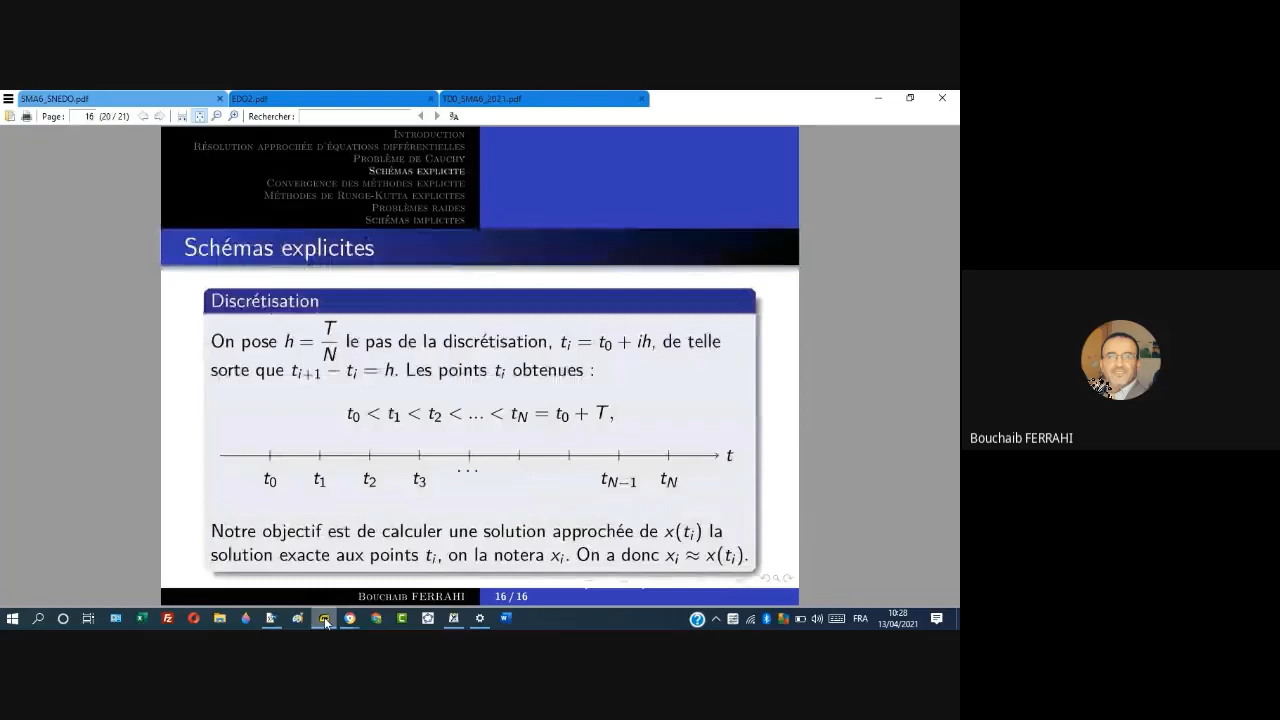 SMA6_SNEDO.pdf
EDO2.pdf
TD0_SMA6_2021.pdf
Page: 16 (20/21) Rechercher:
Introduction
Résolution approchée d'équations différentielles
Problème de Cauchy
Schémas explicite
Convergence des méthodes explicite
Méthodes de Runge-Kutta explicites
Problèmes raides
Schémas implicites
Schémas explicites
Discrétisation
On pose h = T/N le pas de la discrétisation, t_i = t_0 + ih, de telle
sorte que t_{i+1} − t_i = h. Les points t_i obtenues :
t_0 < t_1 < t_2 < ... < t_N = t_0 + T,
t
t_0 t_1 t_2 t_3 ... t_{N−1} t_N
Notre objectif est de calculer une solution approchée de x(t_i) la
solution exacte aux points t_i, on la notera x_i. On a donc x_i ≈ x(t_i).
Bouchaib FERRAHI 16 / 16
FRA
10:28
13/04/2021
Bouchaib FERRAHI